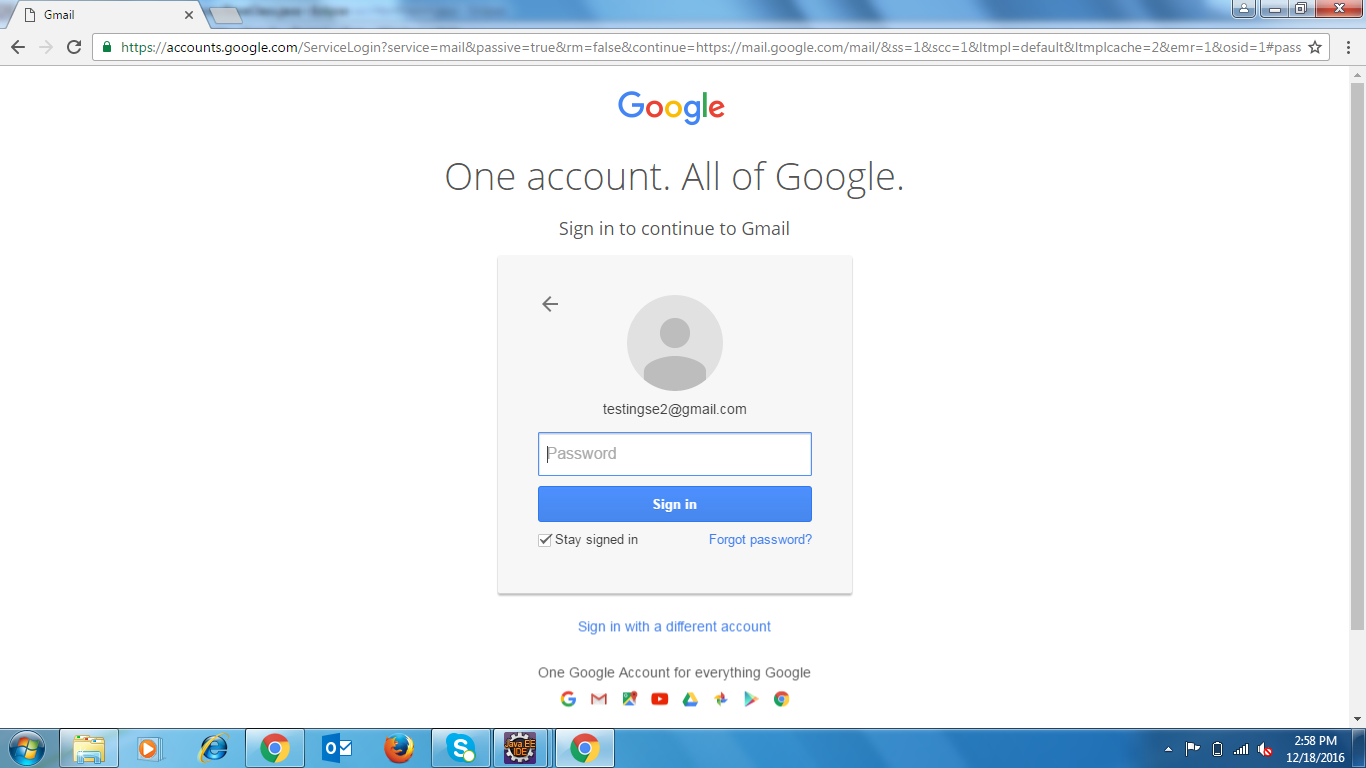 Gmail
https://accounts.google.com/ServiceLogin?service=mail&passive=true&rm=false&continue=https://mail.google.com/mail/&ss=1&scc=1&ltmpl=default&ltmplcache=2&emr=1&osid=1#pass
Google
One account. All of Google.
Sign in to continue to Gmail
testingse2@gmail.com
Password
Sign in
Stay signed in Forgot password?
Sign in with a different account
One Google Account for everything Google
Java EE
IDE
2:58 PM
12/18/2016